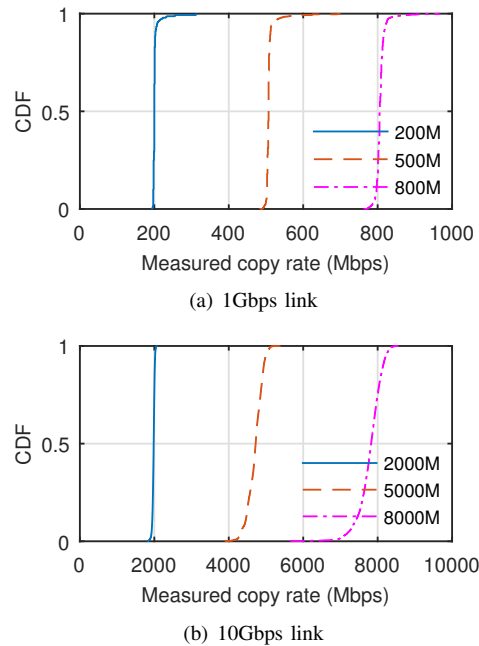 1
CDF
0.5
200M
500M
800M
0
0 200 400 600 800 1000
Measured copy rate (Mbps)
(a) 1Gbps link
1
CDF
0.5
2000M
5000M
8000M
0
0 2000 4000 6000 8000 10000
Measured copy rate (Mbps)
(b) 10Gbps link